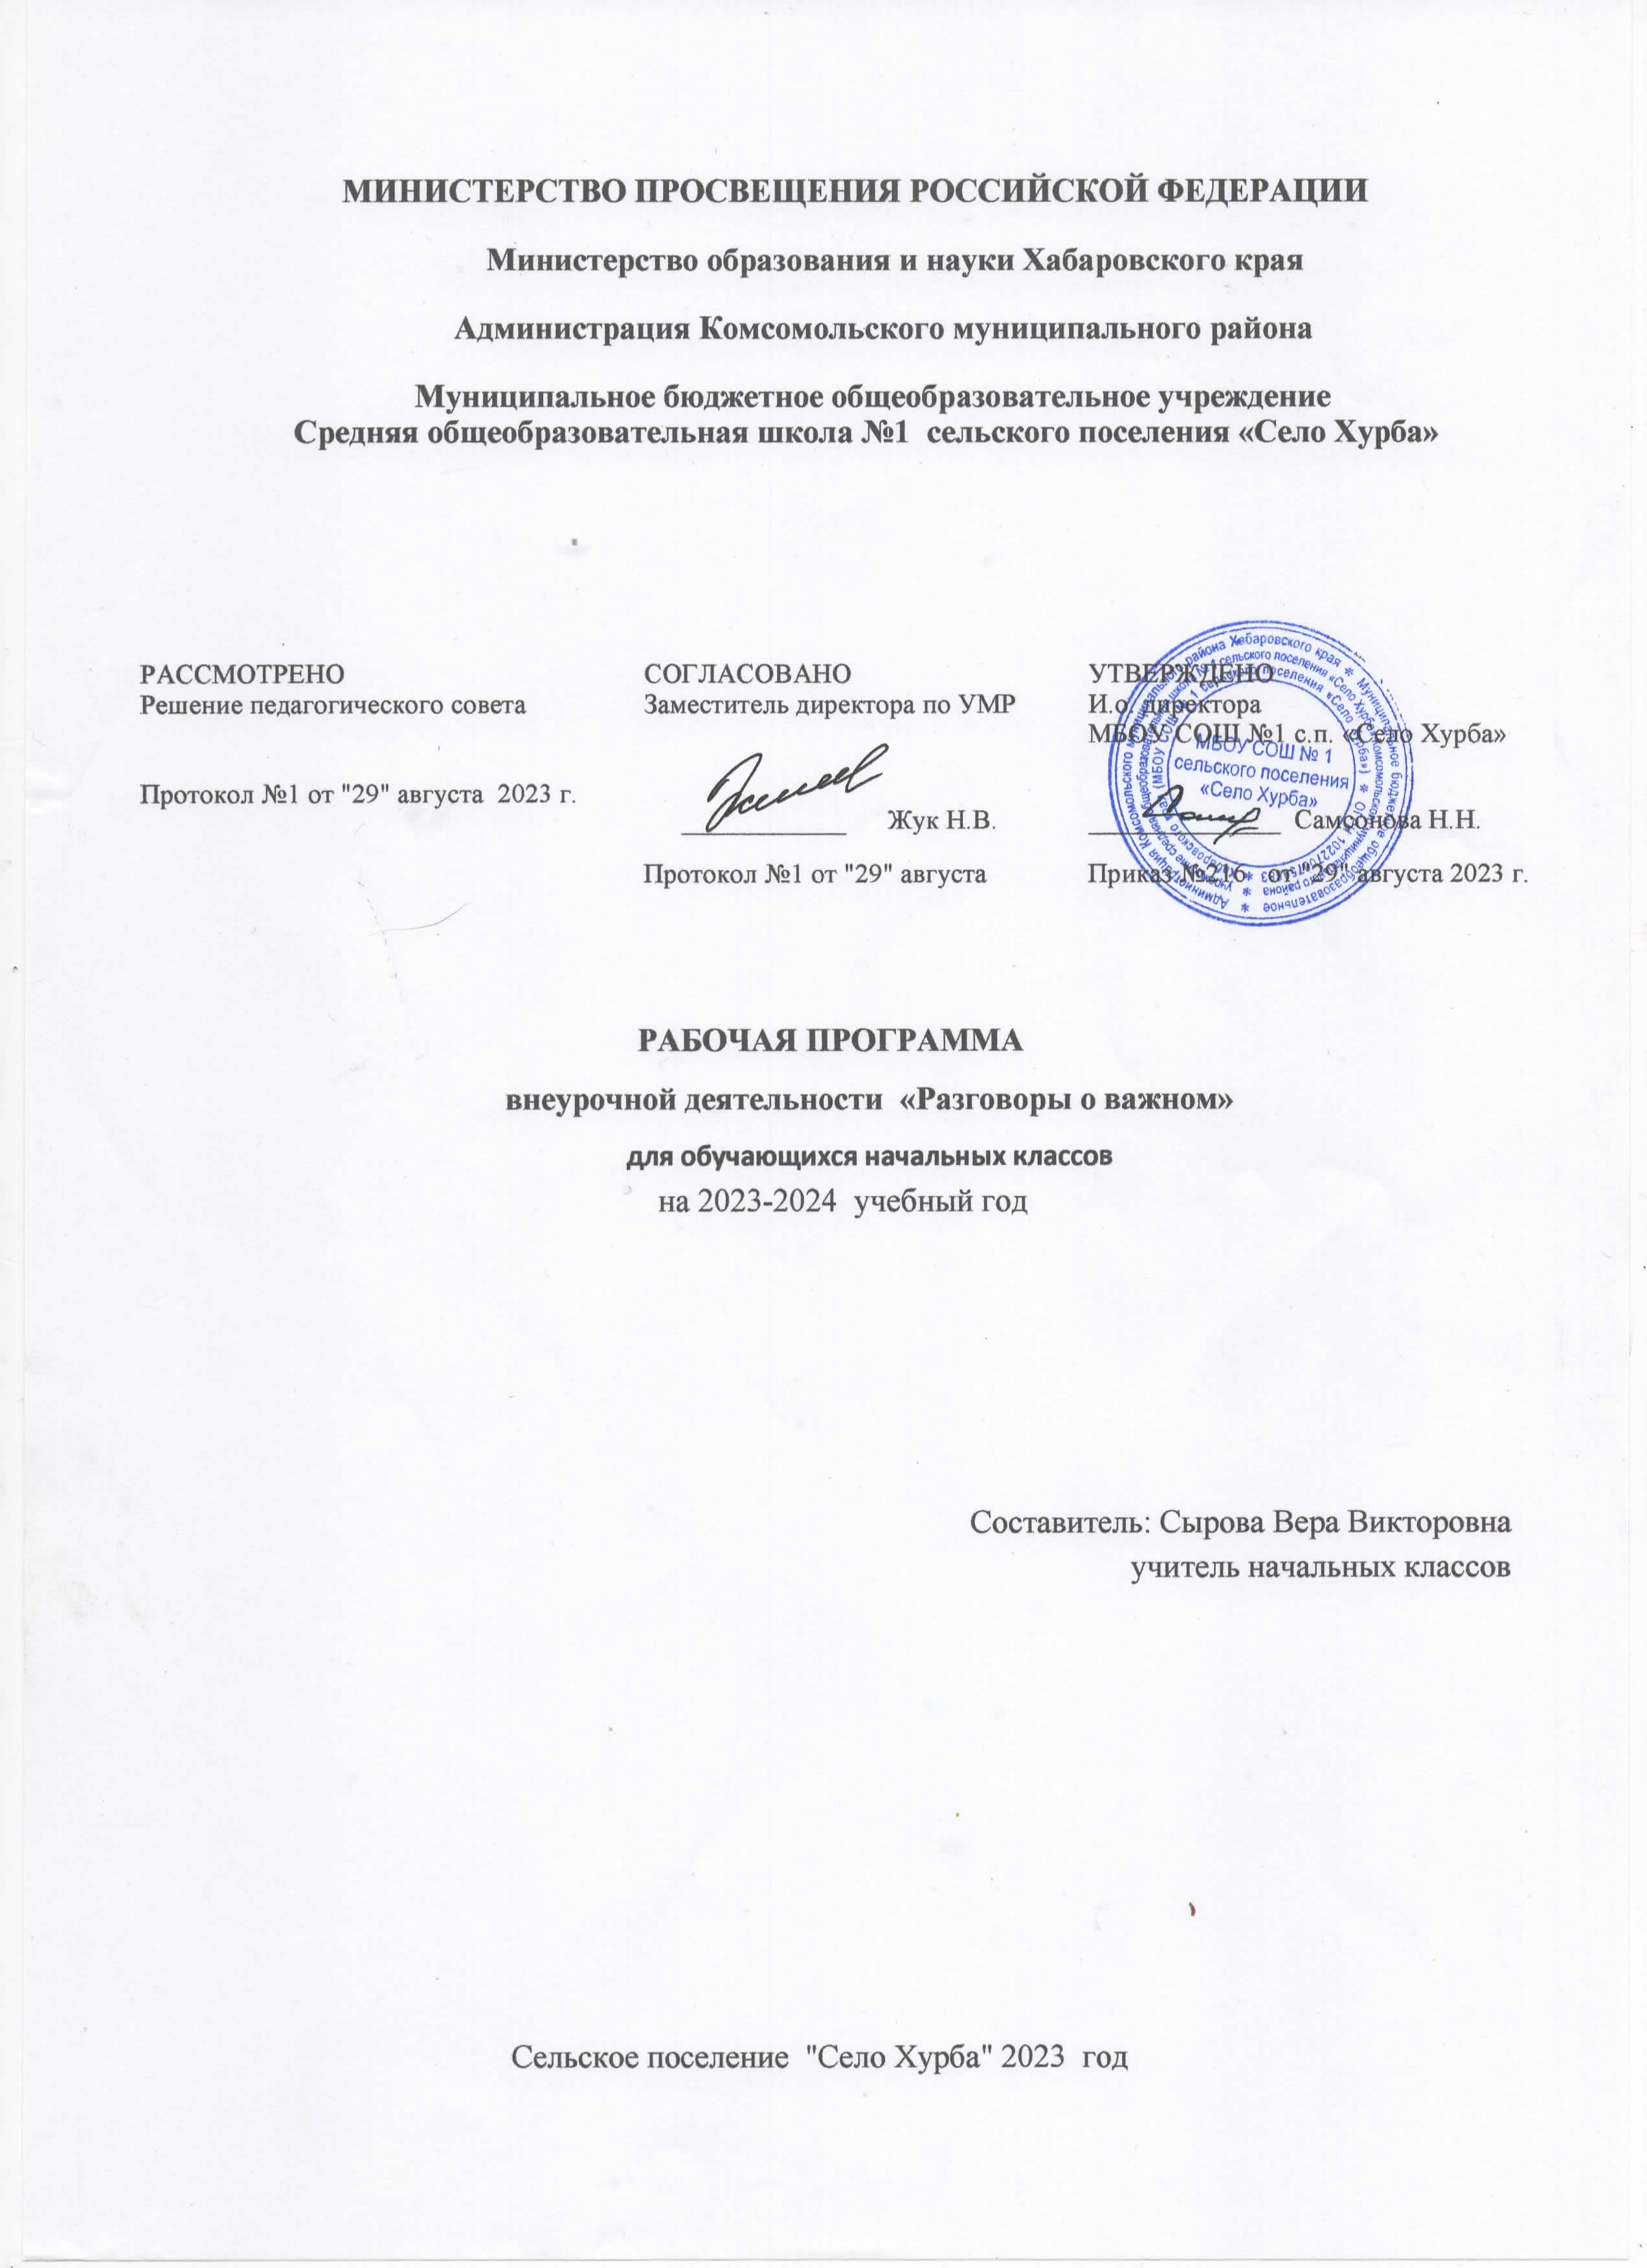 МИНИСТЕРСТВО ПРОСВЕЩЕНИЯ РОССИЙСКОЙ ФЕДЕРАЦИИ
Министерство образования и науки Хабаровского края
Администрация Комсомольского муниципального района
Муниципальное бюджетное общеобразовательное учреждение
Средняя общеобразовательная школа №1 сельского поселения «Село Хурба»
РАССМОТРЕНО
Решение педагогического совета
Протокол №1 от "29" августа 2023 г.
СОГЛАСОВАНО
Заместитель директора по УМР
Жук Н.В.
Протокол №1 от "29" августа
УТВЕРЖДЕНО
И.о. директора
МБОУ СОШ №1 с.п. «Село Хурба»
Самсонова Н.Н.
Приказ №216 от "29" августа 2023 г.
МБОУ СОШ № 1
сельского поселения
«Село Хурба»
РАБОЧАЯ ПРОГРАММА
внеурочной деятельности «Разговоры о важном»
для обучающихся начальных классов
на 2023-2024 учебный год
Составитель: Сырова Вера Викторовна
учитель начальных классов
Сельское поселение "Село Хурба" 2023 год